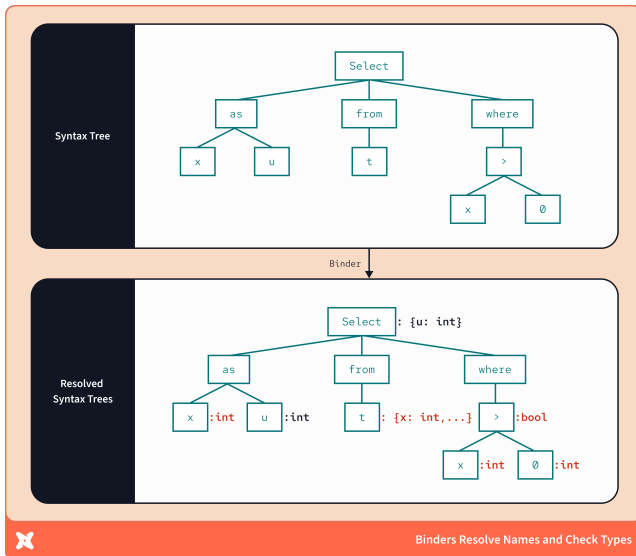 Syntax Tree
Select
as
from
where
x
u
t
>
x
0
Binder
Resolved
Syntax Trees
Select : {u: int}
as
from
where
x :int
u :int
t : {x: int,...}
> :bool
x :int
0 :int
Binders Resolve Names and Check Types